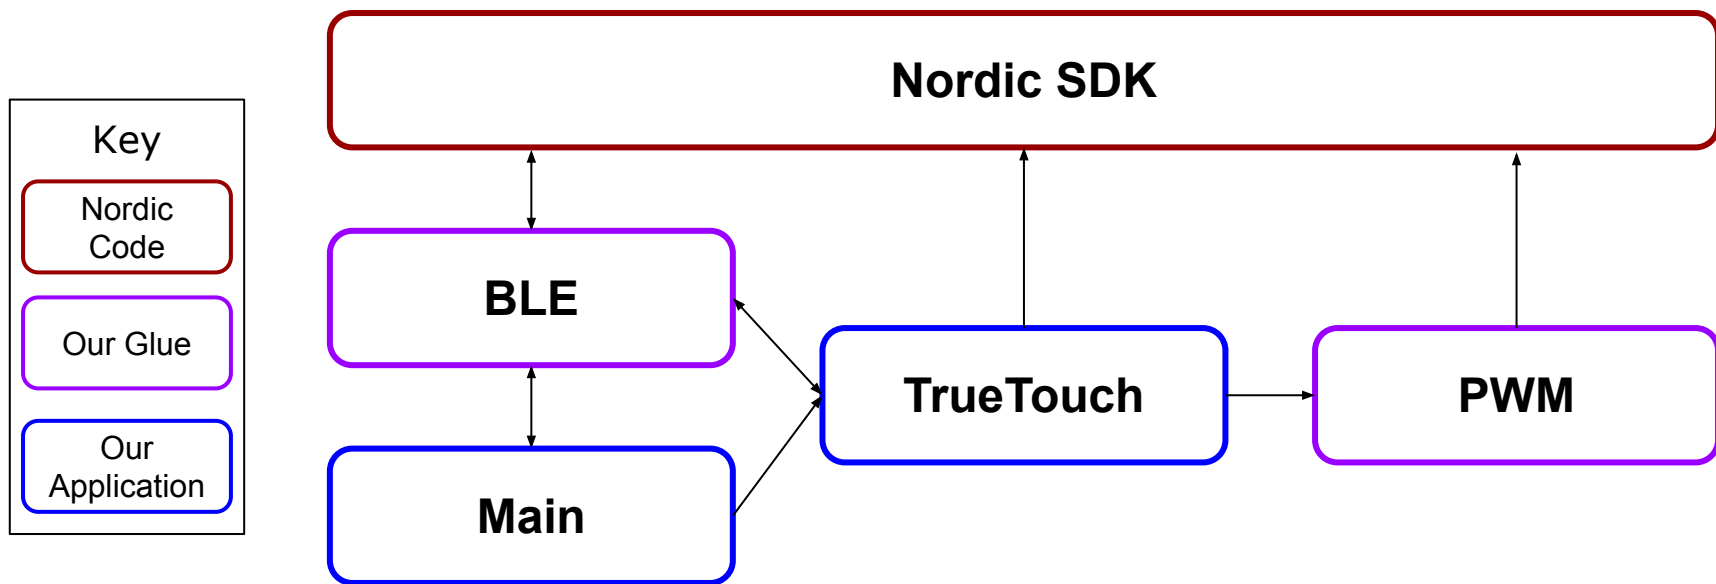 Nordic SDK
Key
Nordic
Code
Our Glue
Our
Application
BLE
TrueTouch
PWM
Main